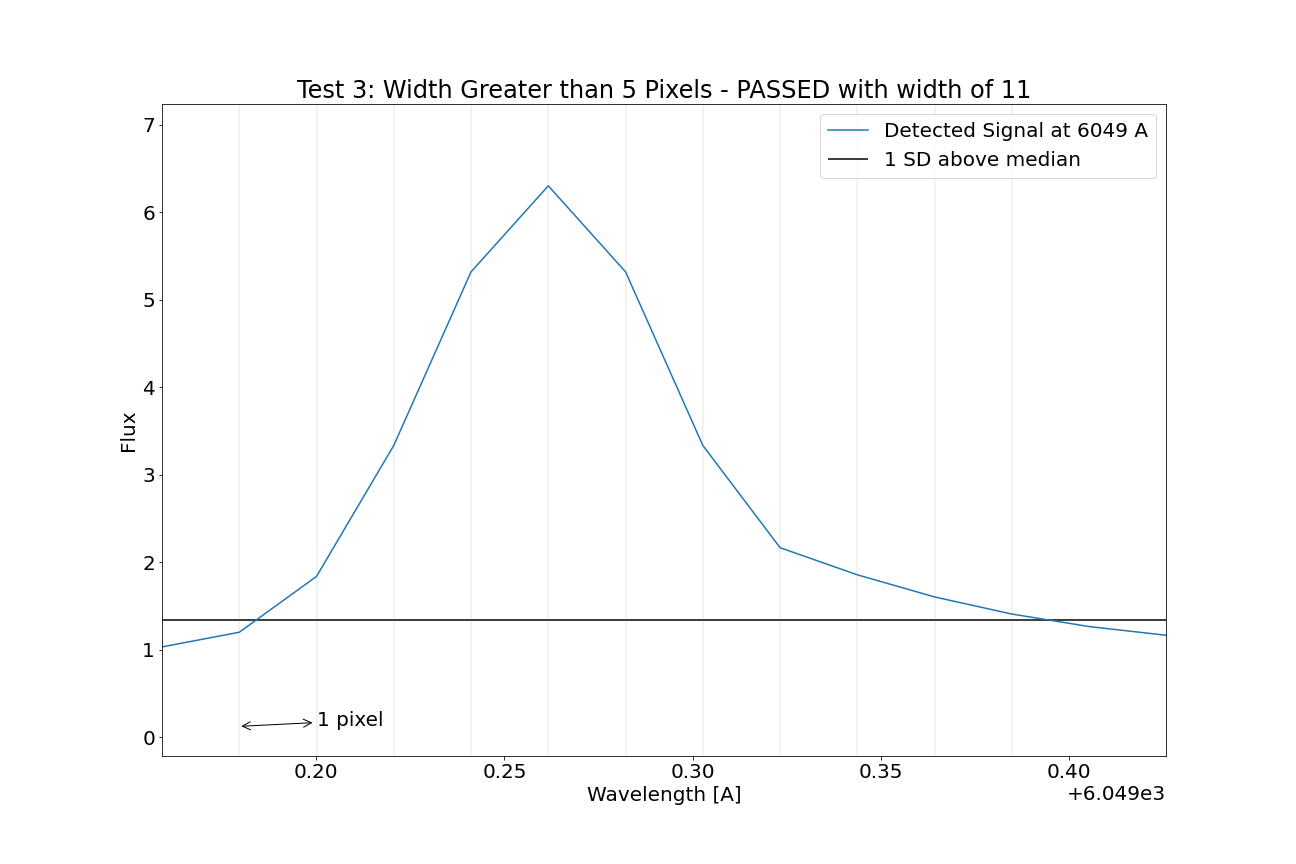 Test 3: Width Greater than 5 Pixels - PASSED with width of 11
7
6
5
4
3
2
1
0
Flux
Detected Signal at 6049 A
1 SD above median
1 pixel
0.20 0.25 0.30 0.35 0.40
Wavelength [A]
+6.049e3